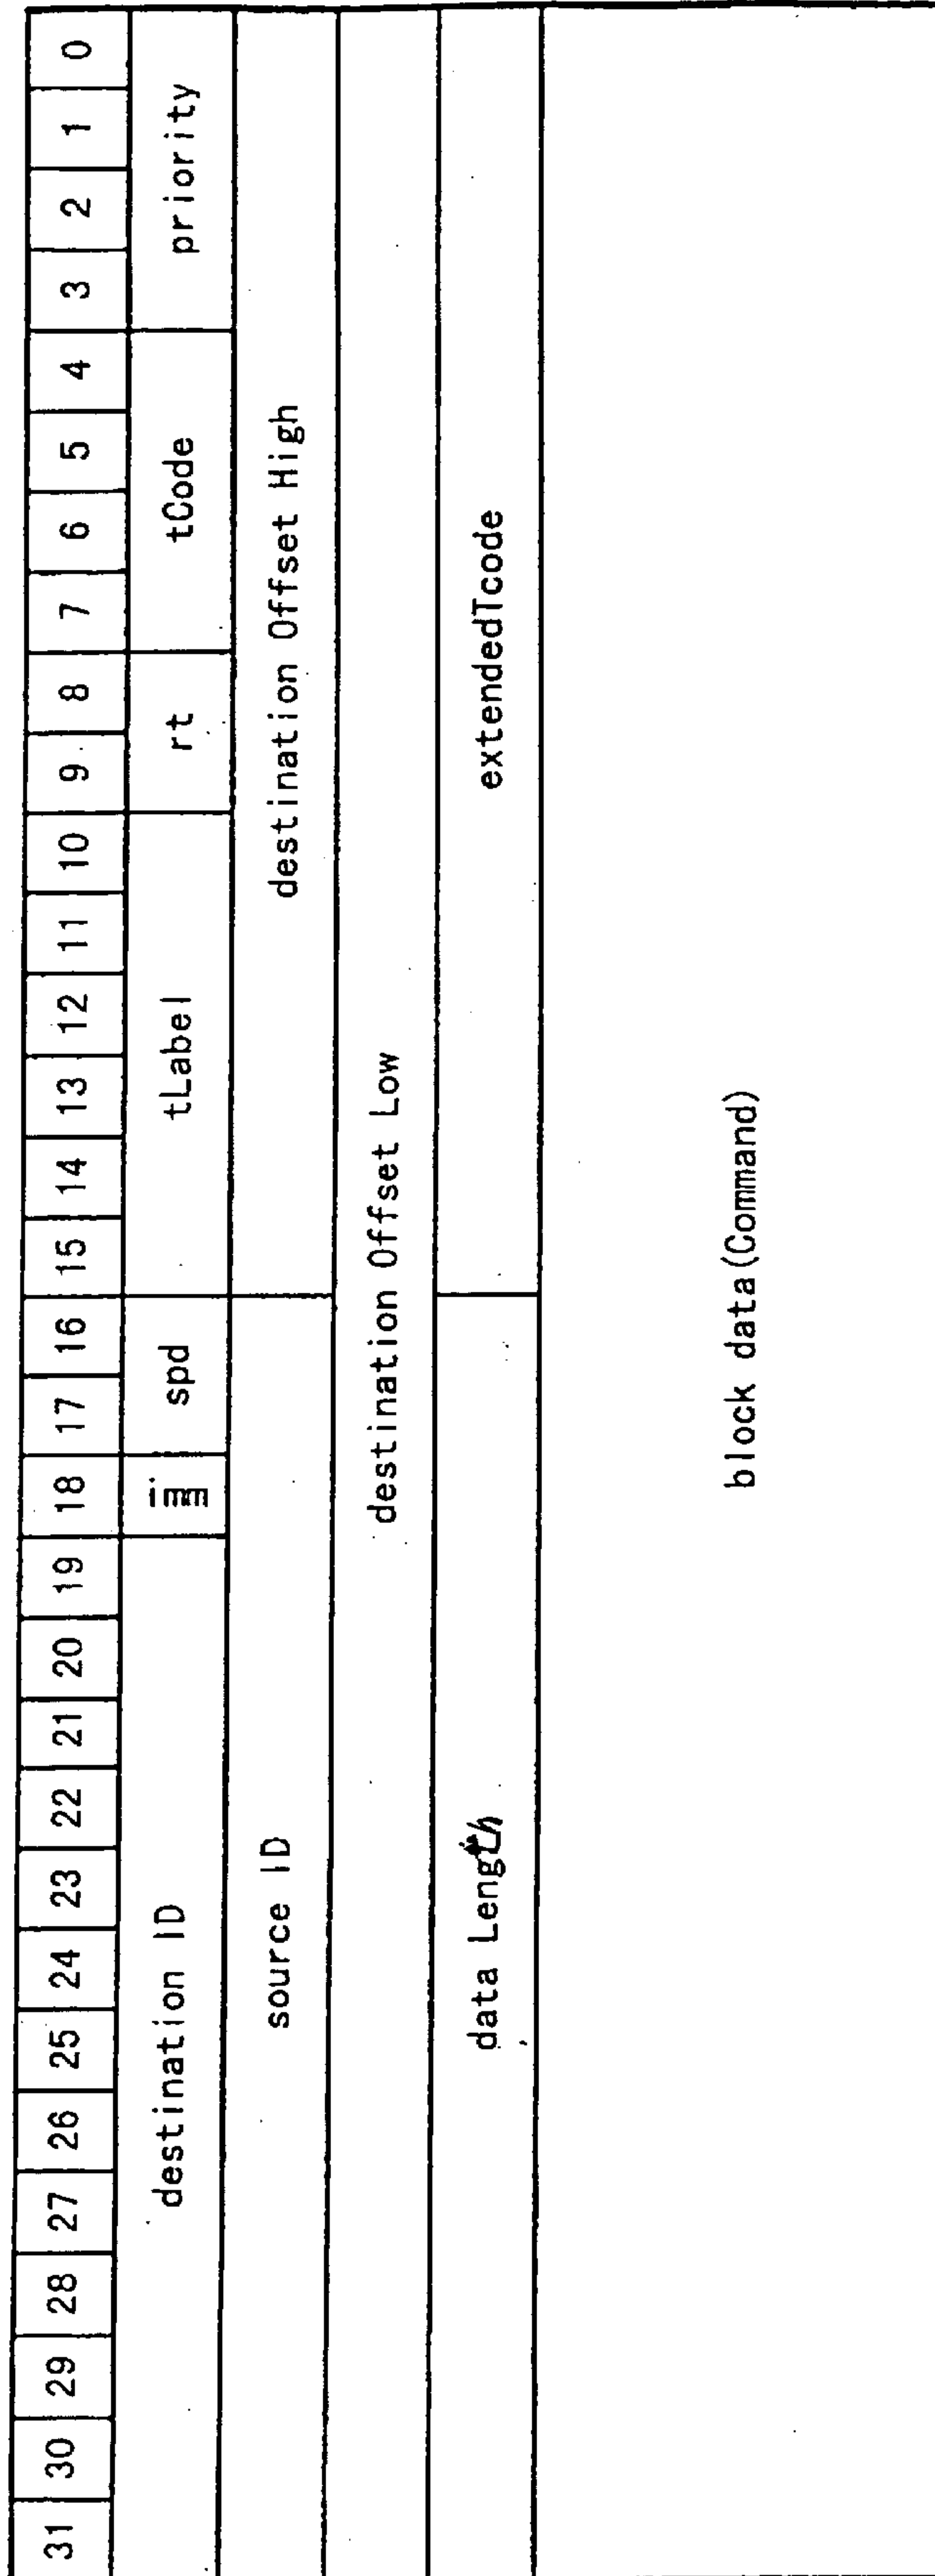 31 30 29 28 27 26 25 24 23 22 21 20 19 18 17 16 15 14 13 12 11 10 9 8 7 6 5 4 3 2 1 0
destination ID imm spd tLabel rt tCode priority
source ID destination Offset High
destination Offset Low
data Length extendedTcode
block data(Command)